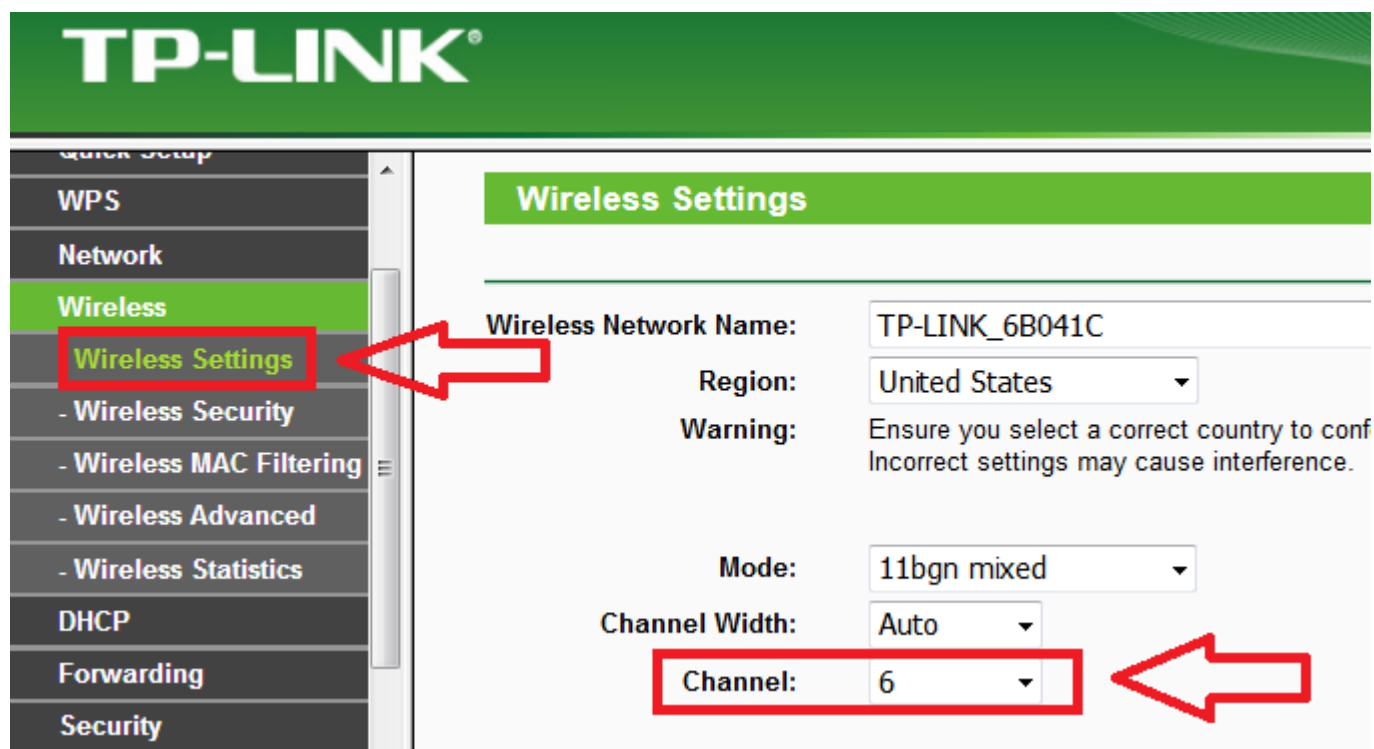 TP-LINK®
Quick Setup
WPS
Network
Wireless
Wireless Settings
- Wireless Security
- Wireless MAC Filtering
- Wireless Advanced
- Wireless Statistics
DHCP
Forwarding
Security
Wireless Settings
Wireless Network Name: TP-LINK_6B041C
Region: United States
Warning: Ensure you select a correct country to conf
Incorrect settings may cause interference.
Mode: 11bgn mixed
Channel Width: Auto
Channel: 6